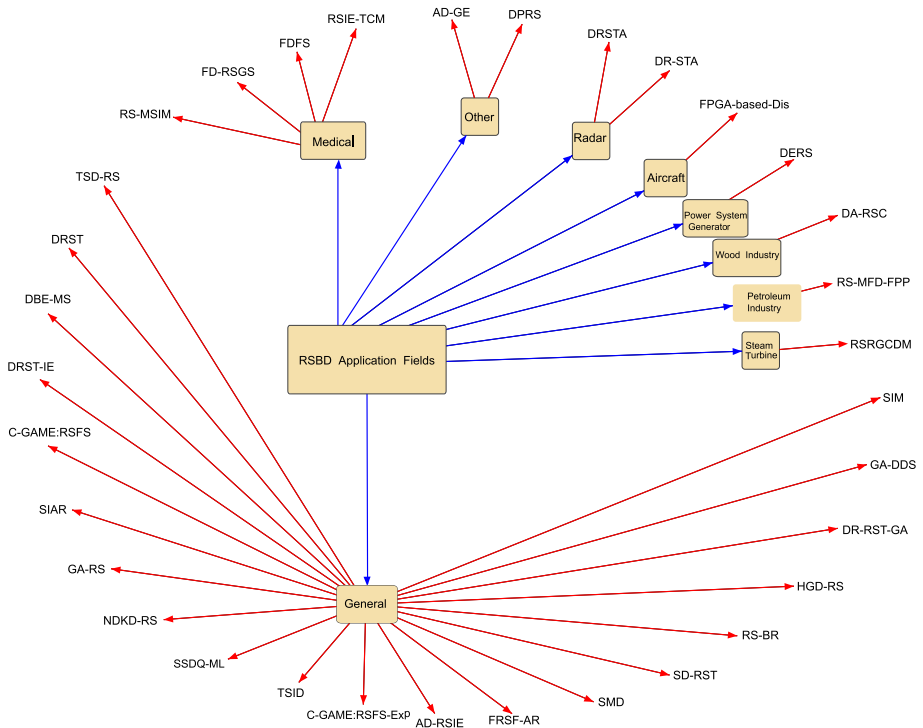 RSIE-TCM
AD-GE
DPRS
DRSTA
FDFS
DR-STA
FD-RSGS
RS-MSIM
Medical
Other
Radar
FPGA-based-Dis
TSD-RS
Aircraft
DERS
Power System
Generator
DA-RSC
DRST
Wood Industry
RS-MFD-FPP
DBE-MS
Petroleum
Industry
RSBD Application Fields
Steam
Turbine
RSRGCDM
DRST-IE
SIM
C-GAME:RSFS
GA-DDS
SIAR
DR-RST-GA
GA-RS
HGD-RS
General
NDKD-RS
RS-BR
SSDQ-ML
SD-RST
TSID
SMD
C-GAME:RSFS-Exp
AD-RSIE
FRSF-AR